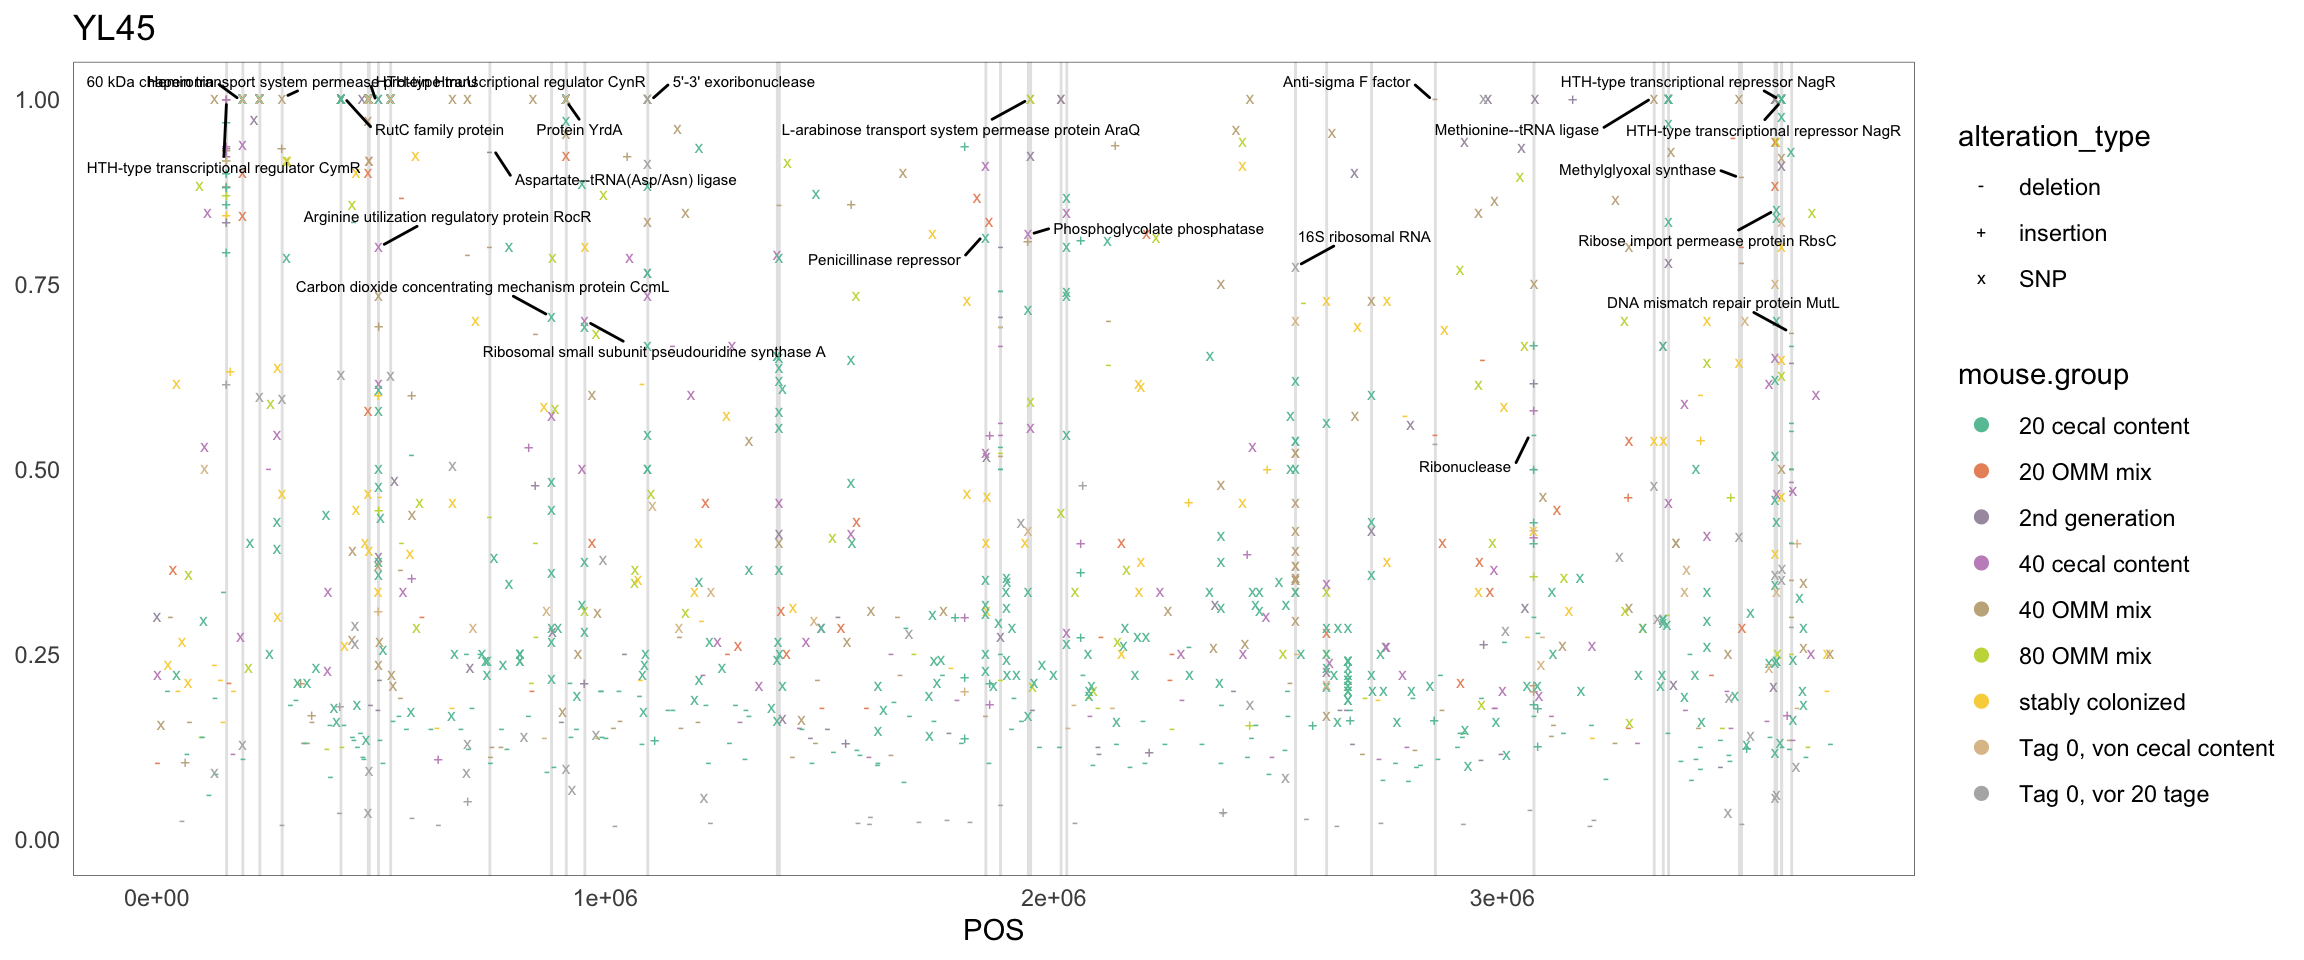 YL45
60 kDa chaperonin
Hemin transport system permease protein HmuU
HTH-type transcriptional regulator CynR
5'-3' exoribonuclease
Anti-sigma F factor
HTH-type transcriptional repressor NagR
1.00
RutC family protein
Protein YrdA
L-arabinose transport system permease protein AraQ
Methionine--tRNA ligase
HTH-type transcriptional repressor NagR
HTH-type transcriptional regulator CymR
Aspartate--tRNA(Asp/Asn) ligase
Methylglyoxal synthase
Arginine utilization regulatory protein RocR
Phosphoglycolate phosphatase
16S ribosomal RNA
Ribose import permease protein RbsC
Penicillinase repressor
0.75
Carbon dioxide concentrating mechanism protein CcmL
DNA mismatch repair protein MutL
Ribosomal small subunit pseudouridine synthase A
0.50
Ribonuclease
0.25
0.00
0e+00
1e+06
2e+06
3e+06
POS
alteration_type
- deletion
+ insertion
x SNP
mouse.group
20 cecal content
20 OMM mix
2nd generation
40 cecal content
40 OMM mix
80 OMM mix
stably colonized
Tag 0, von cecal content
Tag 0, vor 20 tage